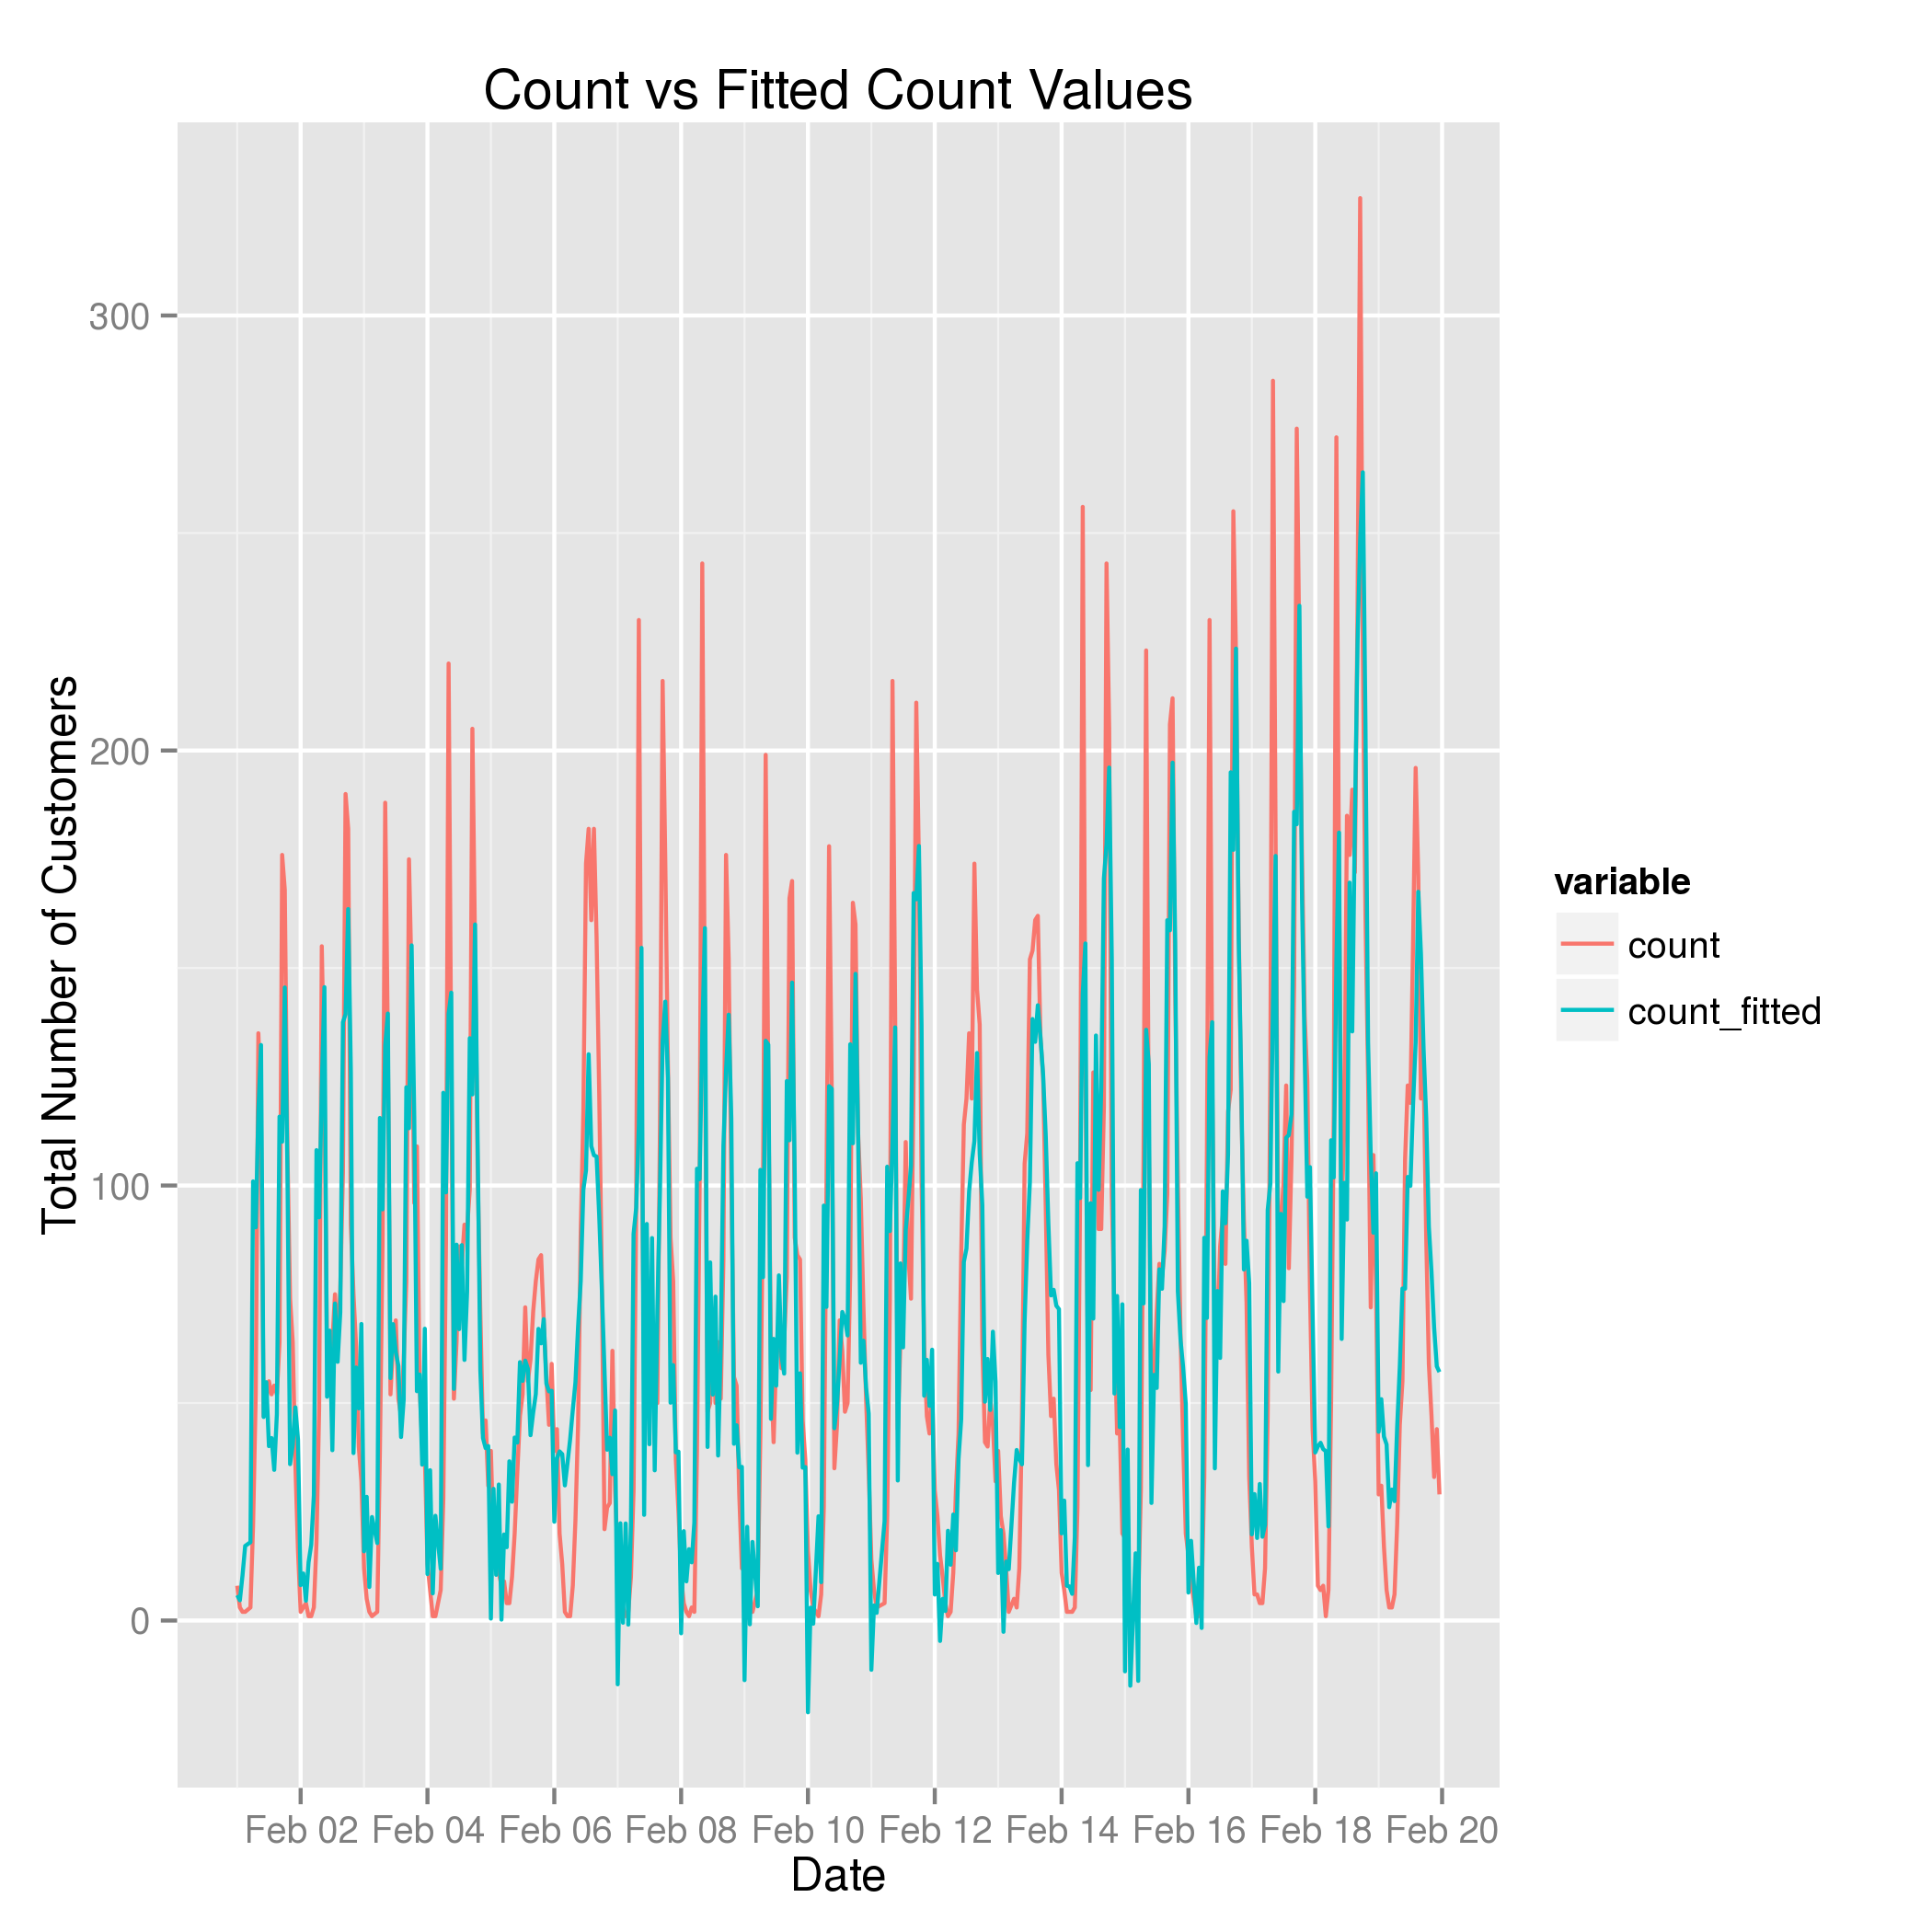 Count vs Fitted Count Values
Total Number of Customers
300
200
100
0
Feb 02 Feb 04 Feb 06 Feb 08 Feb 10 Feb 12 Feb 14 Feb 16 Feb 18 Feb 20
Date
variable
count
count_fitted